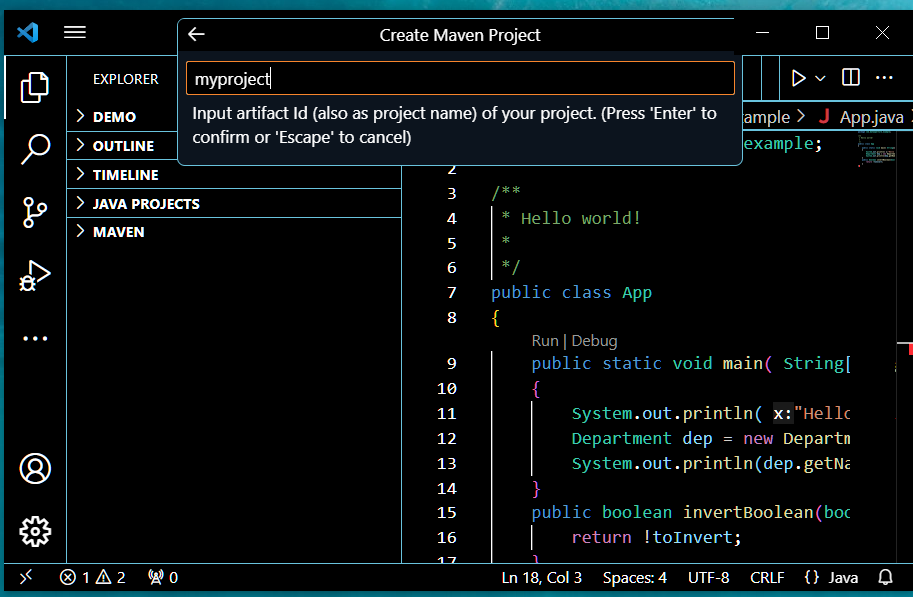 Create Maven Project
myproject
Input artifact Id (also as project name) of your project. (Press 'Enter' to
confirm or 'Escape' to cancel)
EXPLORER
DEMO
OUTLINE
TIMELINE
JAVA PROJECTS
MAVEN
ample > J App.java
example;
2
3 /**
4 * Hello world!
5 *
6 */
7 public class App
8 {
Run | Debug
9 public static void main( String[
10 {
11 System.out.println( x:"Hello
12 Department dep = new Departm
13 System.out.println(dep.getNa
14 }
15 public boolean invertBoolean(boo
16 return !toInvert;
17 }
1 2 0 Ln 18, Col 3 Spaces: 4 UTF-8 CRLF {} Java